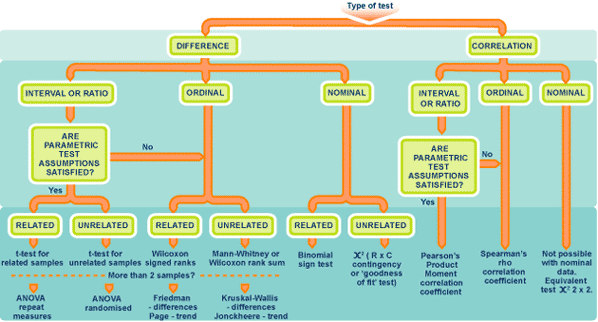 Type of test
DIFFERENCE
CORRELATION
INTERVAL OR RATIO
ORDINAL
NOMINAL
INTERVAL
OR RATIO
ORDINAL
NOMINAL
ARE
PARAMETRIC
TEST
ASSUMPTIONS
SATISFIED?
No
Yes
ARE
PARAMETRIC
TEST
ASSUMPTIONS
SATISFIED?
No
Yes
RELATED
UNRELATED
RELATED
UNRELATED
RELATED
UNRELATED
t-test for
related samples
t-test for
unrelated samples
Wilcoxon
signed ranks
Mann-Whitney or
Wilcoxon rank sum
Binomial
sign test
X² ( R x C
contingency
or ‘goodness
of fit’ test)
Pearson's
Product
Moment
correlation
coefficient
Spearman's
rho
correlation
coefficient
Not possible
with nominal
data.
Equivalent
test X² 2 x 2.
More than 2 samples?
ANOVA
repeat
measures
ANOVA
randomised
Friedman
- differences
Page - trend
Kruskal-Wallis
- differences
Jonckheere - trend